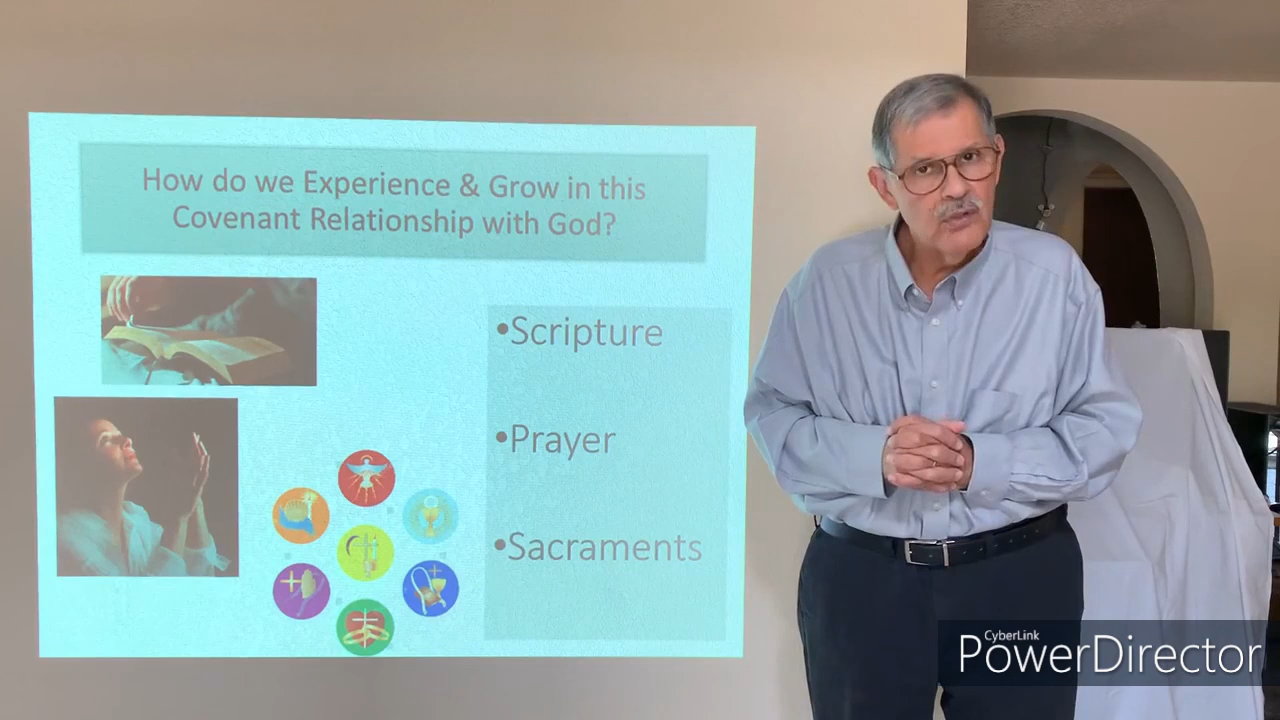 How do we Experience & Grow in this
Covenant Relationship with God?
•Scripture
•Prayer
•Sacraments
CyberLink
PowerDirector